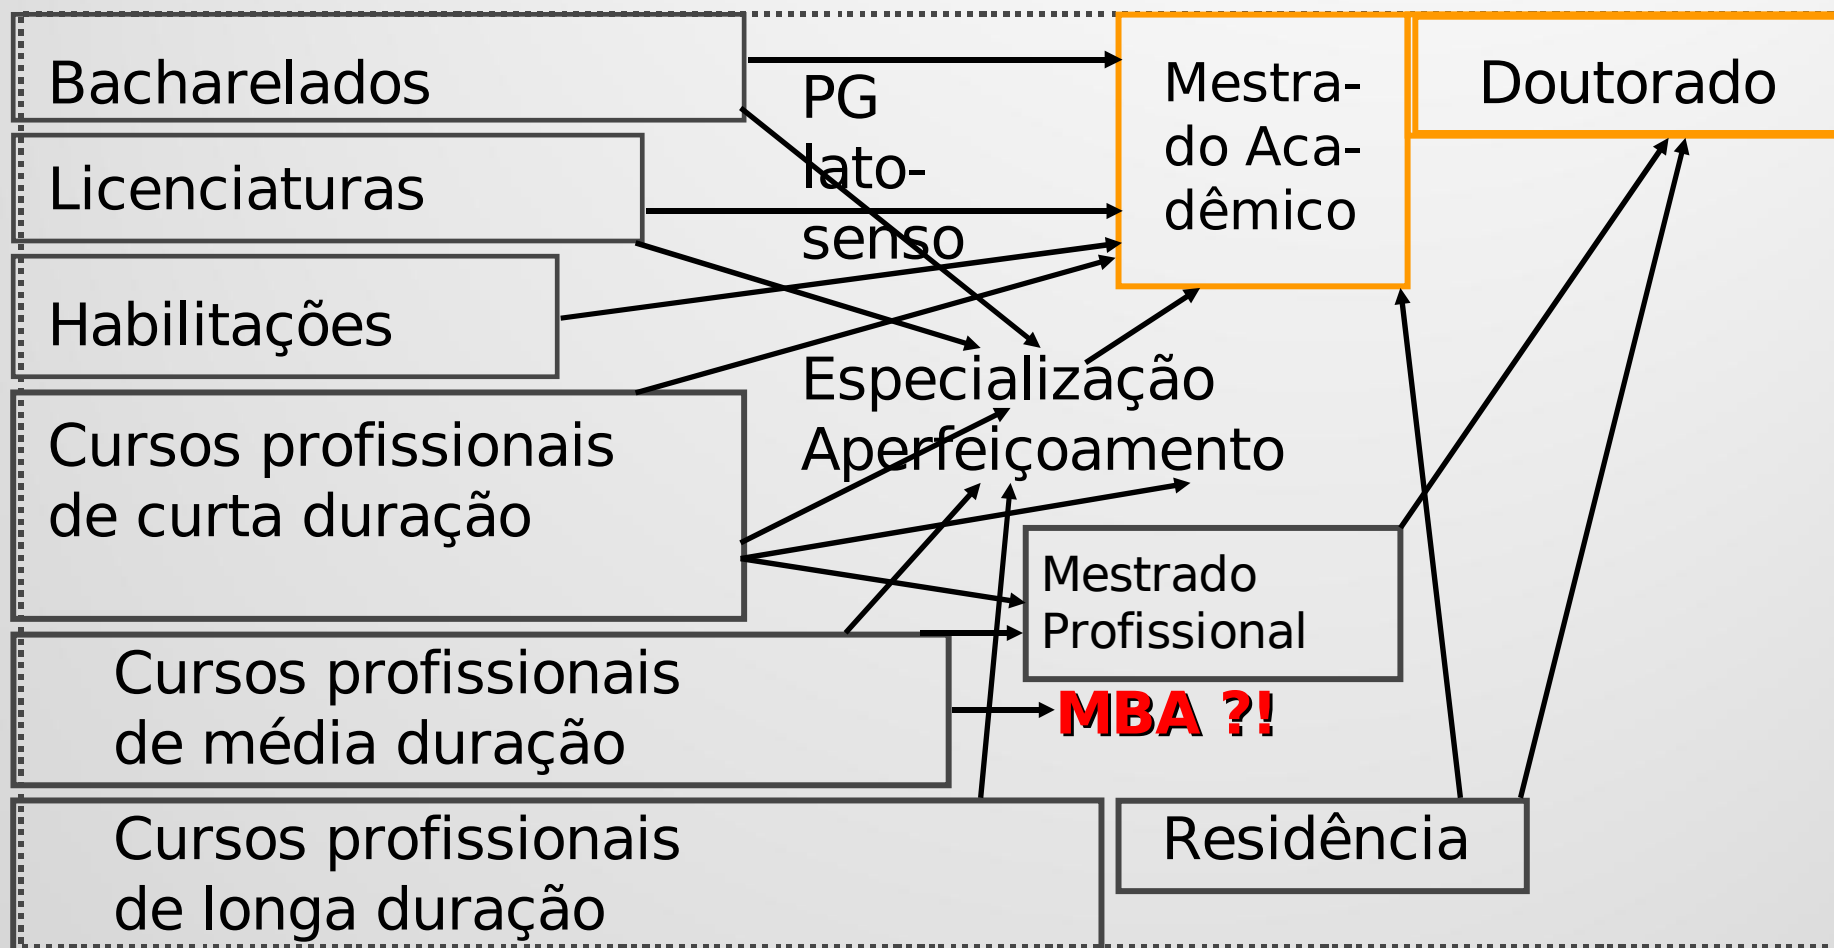 Bacharelados
Licenciaturas
Habilitações
Cursos profissionais
de curta duração
Cursos profissionais
de média duração
Cursos profissionais
de longa duração
PG
lato-
senso
Especialização
Aperfeiçoamento
Mestra-
do Aca-
dêmico
Doutorado
Mestrado
Profissional
MBA ?!
Residência